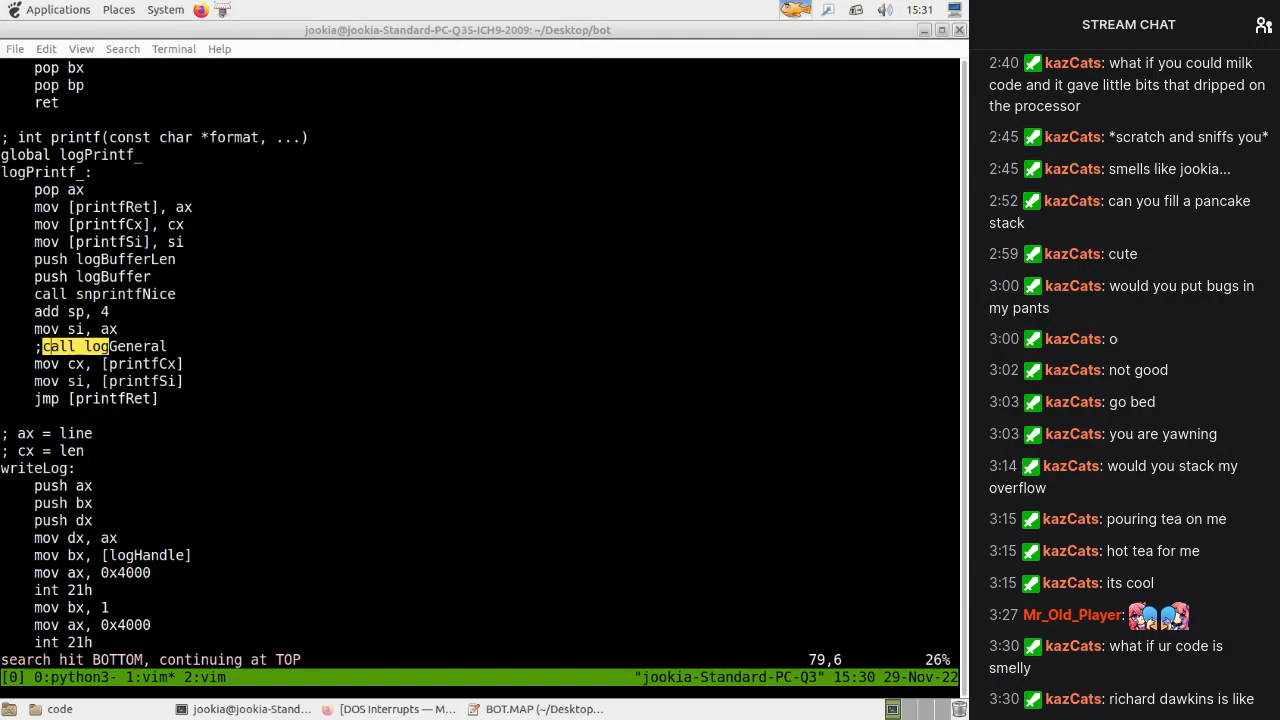 Applications Places System 15:31
jookia@jookia-Standard-PC-Q35-ICH9-2009: ~/Desktop/bot
File Edit View Search Terminal Help
pop bx
pop bp
ret
; int printf(const char *format, ...)
global logPrintf_
logPrintf_:
pop ax
mov [printfRet], ax
mov [printfCx], cx
mov [printfSi], si
push logBufferLen
push logBuffer
call snprintfNice
add sp, 4
mov si, ax
;call logGeneral
mov cx, [printfCx]
mov si, [printfSi]
jmp [printfRet]
; ax = line
; cx = len
writeLog:
push ax
push bx
push dx
mov dx, ax
mov bx, [logHandle]
mov ax, 0x4000
int 21h
mov bx, 1
mov ax, 0x4000
int 21h
search hit BOTTOM, continuing at TOP 79,6 26%
[0] 0:python3- 1:vim* 2:vim "jookia-Standard-PC-Q3" 15:30 29-Nov-22
code jookia@jookia-Stand... [DOS Interrupts — M... BOT.MAP (~/Desktop...
STREAM CHAT
2:40 kazCats: what if you could milk
code and it gave little bits that dripped on
the processor
2:45 kazCats: *scratch and sniffs you*
2:45 kazCats: smells like jookia...
2:52 kazCats: can you fill a pancake
stack
2:59 kazCats: cute
3:00 kazCats: would you put bugs in
my pants
3:00 kazCats: o
3:02 kazCats: not good
3:03 kazCats: go bed
3:03 kazCats: you are yawning
3:14 kazCats: would you stack my
overflow
3:15 kazCats: pouring tea on me
3:15 kazCats: hot tea for me
3:15 kazCats: its cool
3:27 Mr_Old_Player:
3:30 kazCats: what if ur code is
smelly
3:30 kazCats: richard dawkins is like